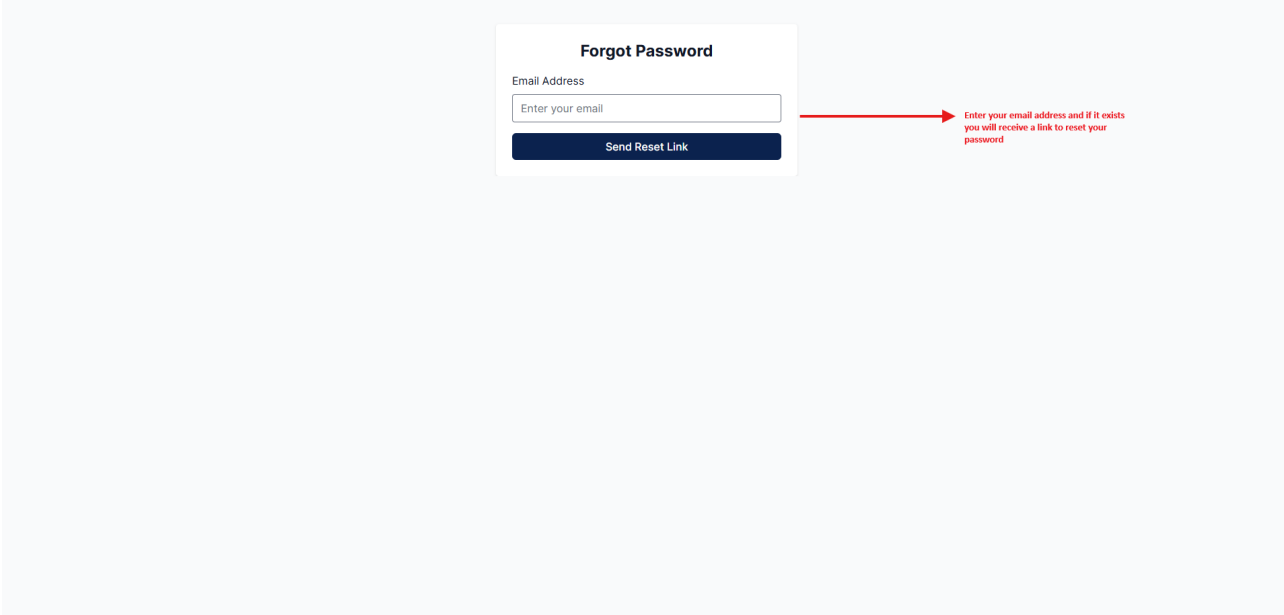 Forgot Password
Email Address
Enter your email
Send Reset Link
Enter your email address and if it exists
you will receive a link to reset your
password